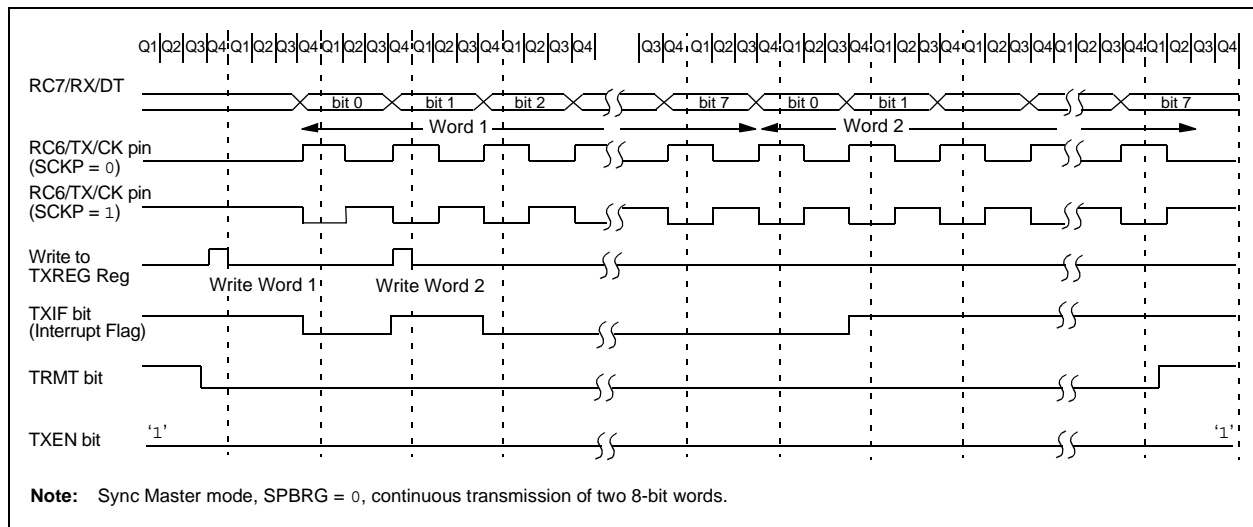 Q1 Q2 Q3 Q4 Q1 Q2 Q3 Q4 Q1 Q2 Q3 Q4 Q1 Q2 Q3 Q4 Q1 Q2 Q3 Q4 Q3 Q4 Q1 Q2 Q3 Q4 Q1 Q2 Q3 Q4 Q1 Q2 Q3 Q4 Q1 Q2 Q3 Q4 Q1 Q2 Q3 Q4 Q1 Q2 Q3 Q4
RC7/RX/DT
bit 0 bit 1 bit 2 bit 7 bit 0 bit 1 bit 7
Word 1 Word 2
RC6/TX/CK pin
(SCKP = 0)
RC6/TX/CK pin
(SCKP = 1)
Write to
TXREG Reg
Write Word 1 Write Word 2
TXIF bit
(Interrupt Flag)
TRMT bit
TXEN bit
‘1’ ‘1’
Note: Sync Master mode, SPBRG = 0, continuous transmission of two 8-bit words.